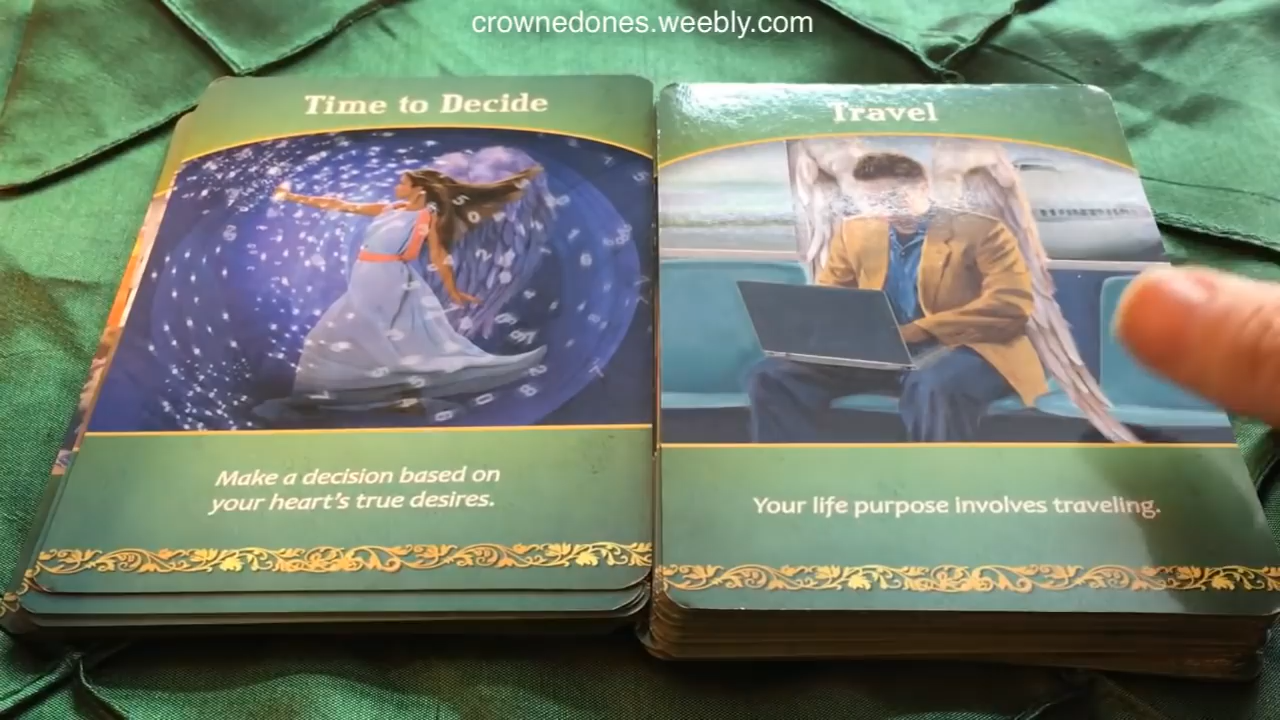 crownedones.weebly.com
Time to Decide
Make a decision based on
your heart's true desires.
Travel
Your life purpose involves traveling.